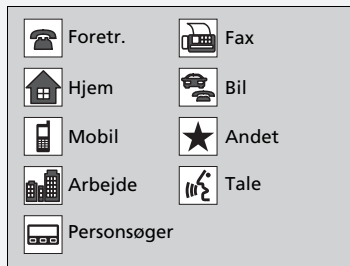 Foretr.
Fax
Hjem
Bil
Mobil
Andet
Arbejde
Tale
Personsøger